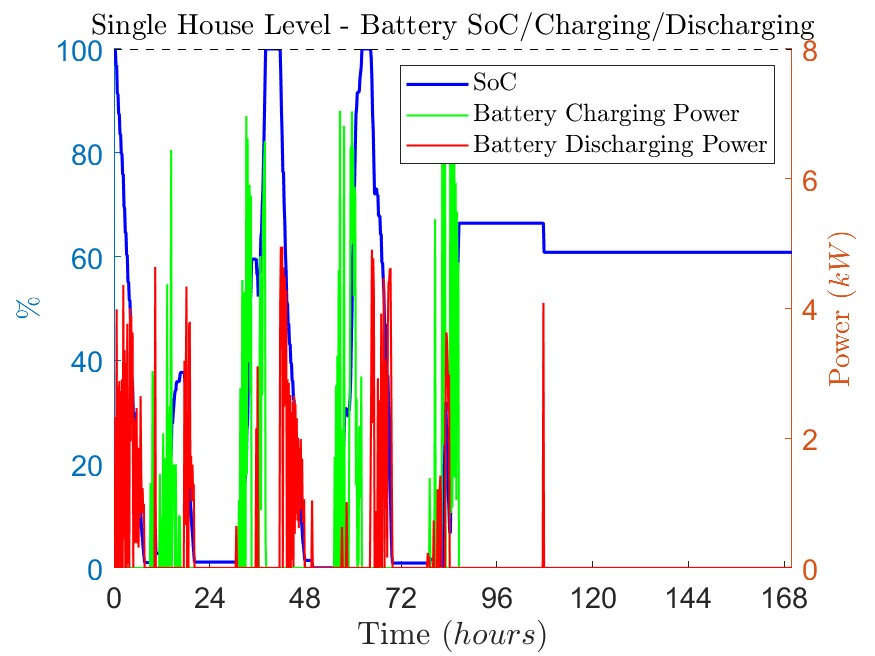 Single House Level - Battery SoC/Charging/Discharging
100
80
60
40
20
0
%
8
6
4
2
0
Power (kW)
SoC
Battery Charging Power
Battery Discharging Power
0 24 48 72 96 120 144 168
Time (hours)